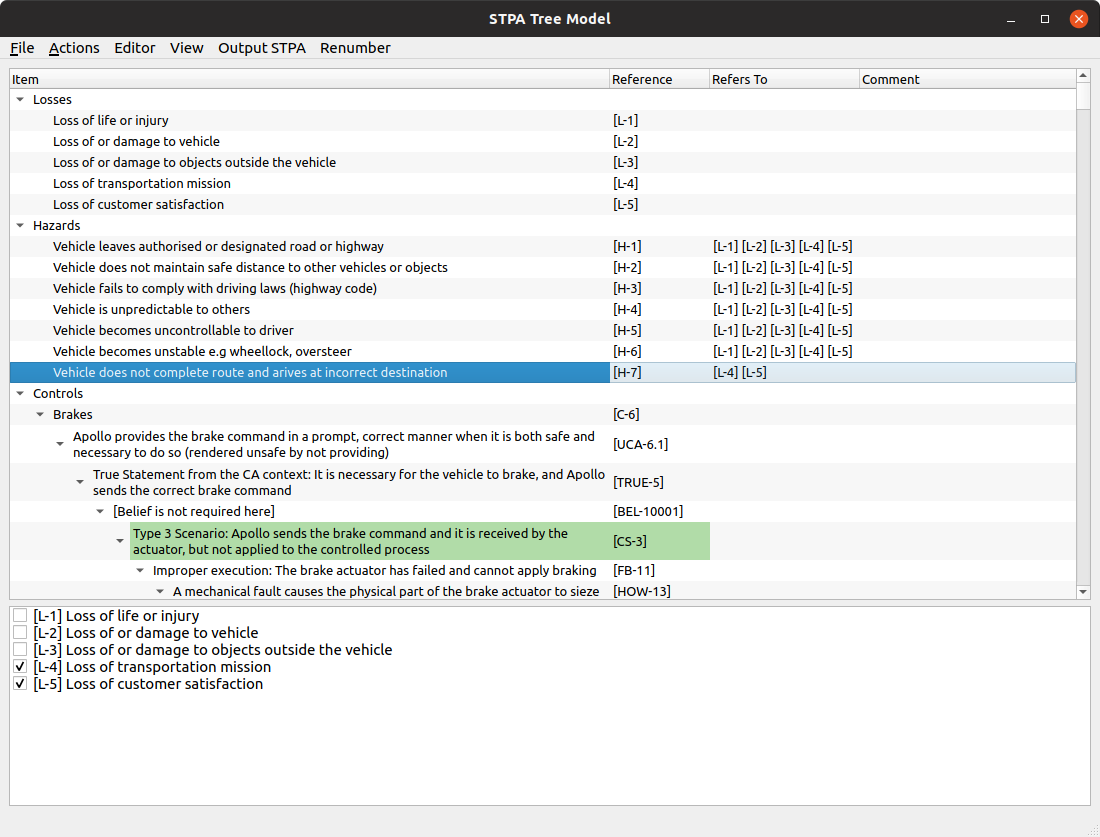 STPA Tree Model
File Actions Editor View Output STPA Renumber
Item Reference Refers To Comment
Losses
Loss of life or injury [L-1]
Loss of or damage to vehicle [L-2]
Loss of or damage to objects outside the vehicle [L-3]
Loss of transportation mission [L-4]
Loss of customer satisfaction [L-5]
Hazards
Vehicle leaves authorised or designated road or highway [H-1] [L-1] [L-2] [L-3] [L-4] [L-5]
Vehicle does not maintain safe distance to other vehicles or objects [H-2] [L-1] [L-2] [L-3] [L-4] [L-5]
Vehicle fails to comply with driving laws (highway code) [H-3] [L-1] [L-2] [L-3] [L-4] [L-5]
Vehicle is unpredictable to others [H-4] [L-1] [L-2] [L-3] [L-4] [L-5]
Vehicle becomes uncontrollable to driver [H-5] [L-1] [L-2] [L-3] [L-4] [L-5]
Vehicle becomes unstable e.g wheellock, oversteer [H-6] [L-1] [L-2] [L-3] [L-4] [L-5]
Vehicle does not complete route and arives at incorrect destination [H-7] [L-4] [L-5]
Controls
Brakes [C-6]
Apollo provides the brake command in a prompt, correct manner when it is both safe and
necessary to do so (rendered unsafe by not providing) [UCA-6.1]
True Statement from the CA context: It is necessary for the vehicle to brake, and Apollo
sends the correct brake command [TRUE-5]
[Belief is not required here] [BEL-10001]
Type 3 Scenario: Apollo sends the brake command and it is received by the
actuator, but not applied to the controlled process [CS-3]
Improper execution: The brake actuator has failed and cannot apply braking [FB-11]
A mechanical fault causes the physical part of the brake actuator to sieze [HOW-13]
[L-1] Loss of life or injury
[L-2] Loss of or damage to vehicle
[L-3] Loss of or damage to objects outside the vehicle
[L-4] Loss of transportation mission
[L-5] Loss of customer satisfaction